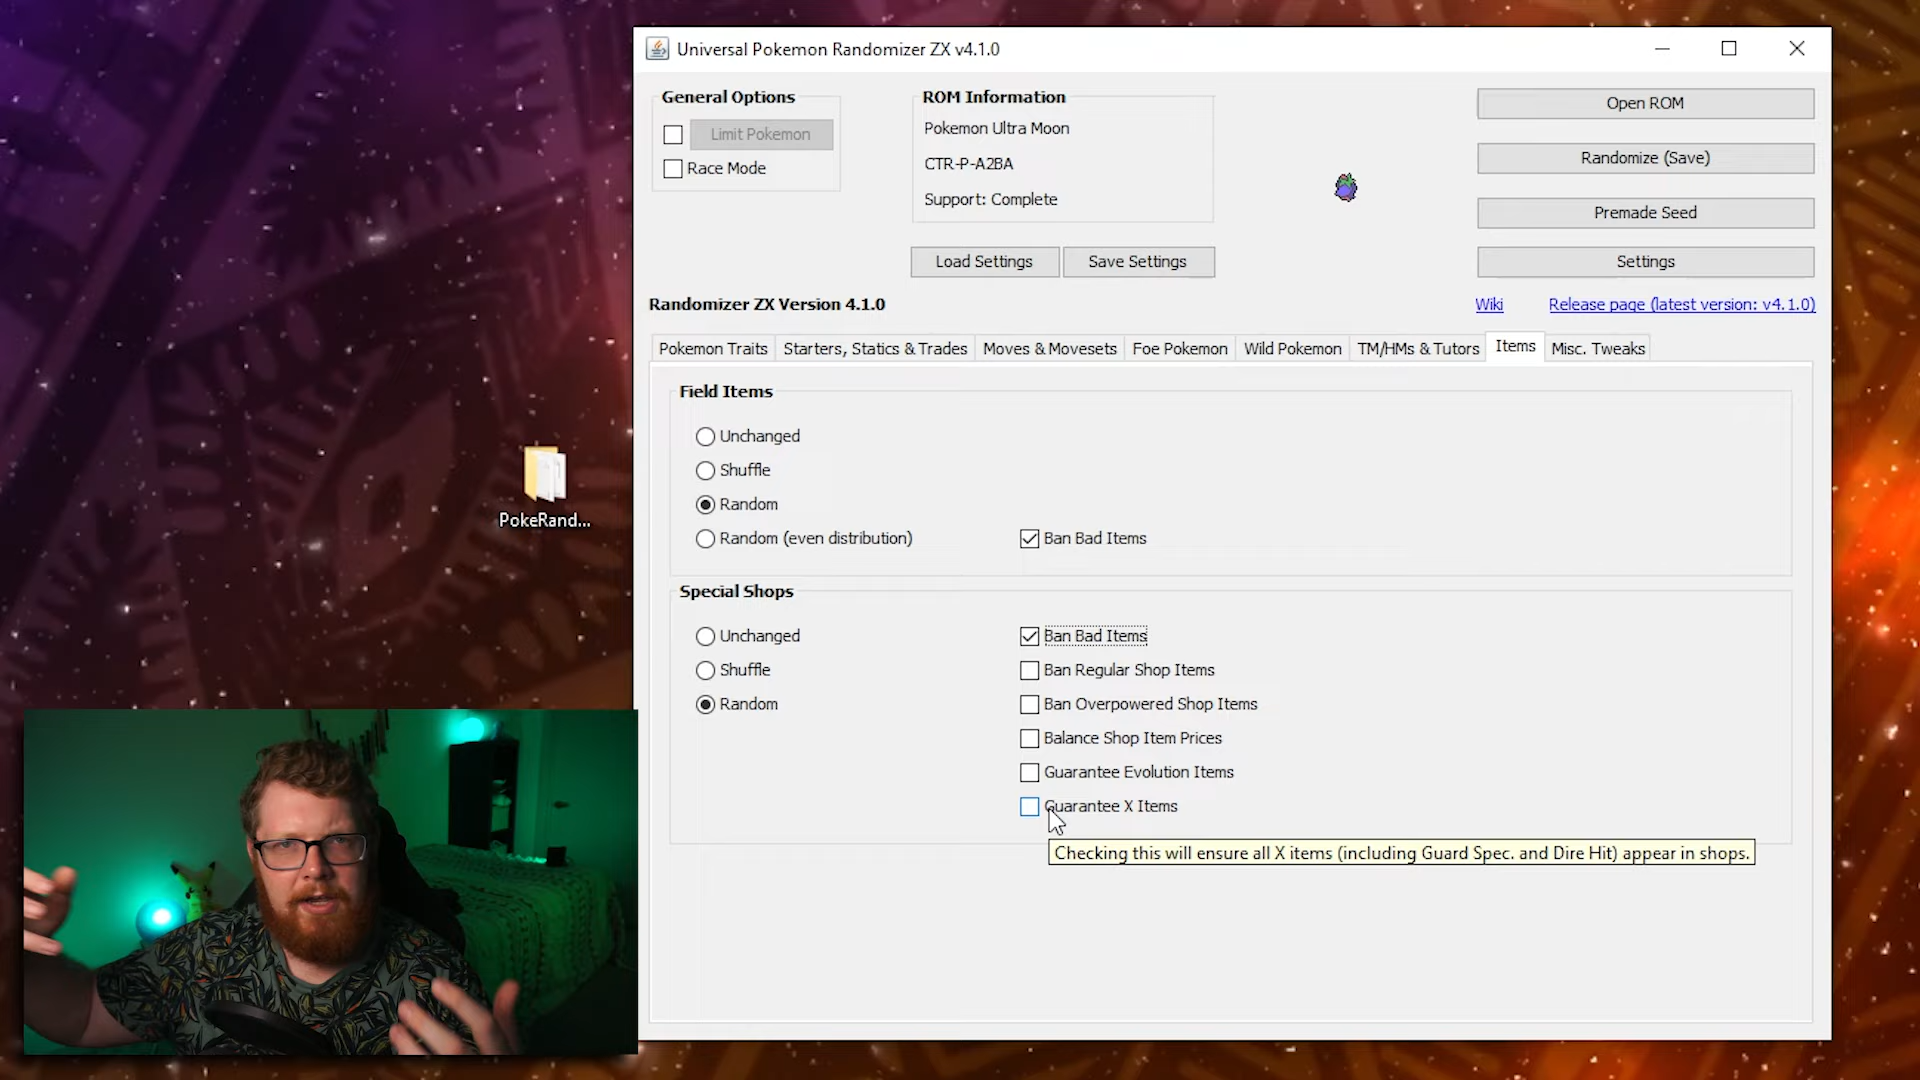 Universal Pokemon Randomizer ZX v4.1.0
General Options
Limit Pokemon
Race Mode
ROM Information
Pokemon Ultra Moon
CTR-P-A2BA
Support: Complete
Open ROM
Randomize (Save)
Premade Seed
Settings
Load Settings
Save Settings
Randomizer ZX Version 4.1.0
Wiki
Release page (latest version: v4.1.0)
Pokemon Traits
Starters, Statics & Trades
Moves & Movesets
Foe Pokemon
Wild Pokemon
TM/HMs & Tutors
Items
Misc. Tweaks
Field Items
Unchanged
Shuffle
Random
Random (even distribution)
Ban Bad Items
PokeRand...
Special Shops
Unchanged
Shuffle
Random
Ban Bad Items
Ban Regular Shop Items
Ban Overpowered Shop Items
Balance Shop Item Prices
Guarantee Evolution Items
Guarantee X Items
Checking this will ensure all X items (including Guard Spec. and Dire Hit) appear in shops.